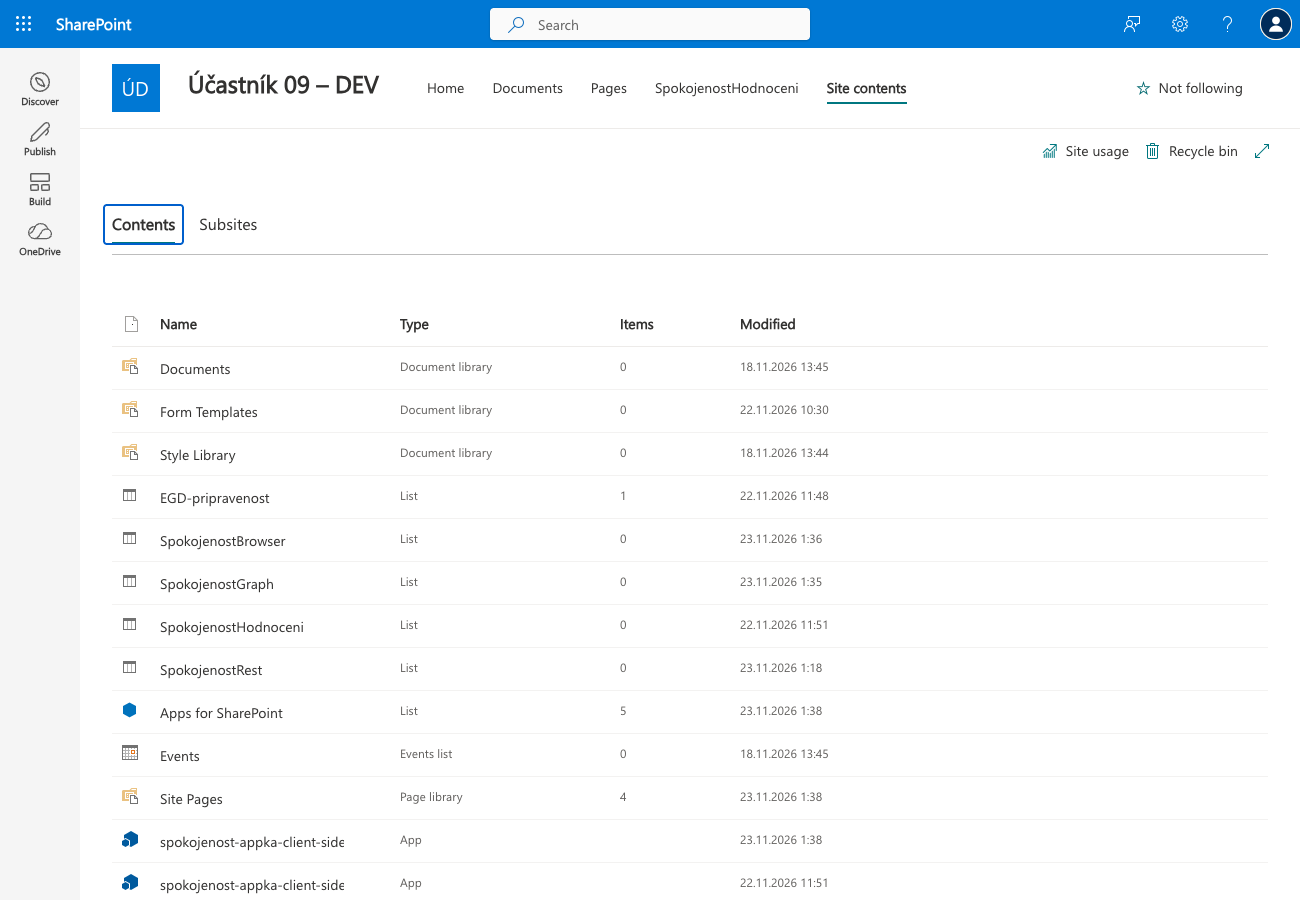 SharePoint
Search
Discover
Publish
Build
OneDrive
ÚD
Účastník 09 – DEV
Home
Documents
Pages
SpokojenostHodnoceni
Site contents
Not following
Site usage
Recycle bin
Contents
Subsites
Name Type Items Modified
Documents Document library 0 18.11.2026 13:45
Form Templates Document library 0 22.11.2026 10:30
Style Library Document library 0 18.11.2026 13:44
EGD-pripravenost List 1 22.11.2026 11:48
SpokojenostBrowser List 0 23.11.2026 1:36
SpokojenostGraph List 0 23.11.2026 1:35
SpokojenostHodnoceni List 0 22.11.2026 11:51
SpokojenostRest List 0 23.11.2026 1:18
Apps for SharePoint List 5 23.11.2026 1:38
Events Events list 0 18.11.2026 13:45
Site Pages Page library 4 23.11.2026 1:38
spokojenost-appka-client-side App 23.11.2026 1:38
spokojenost-appka-client-side App 22.11.2026 11:51